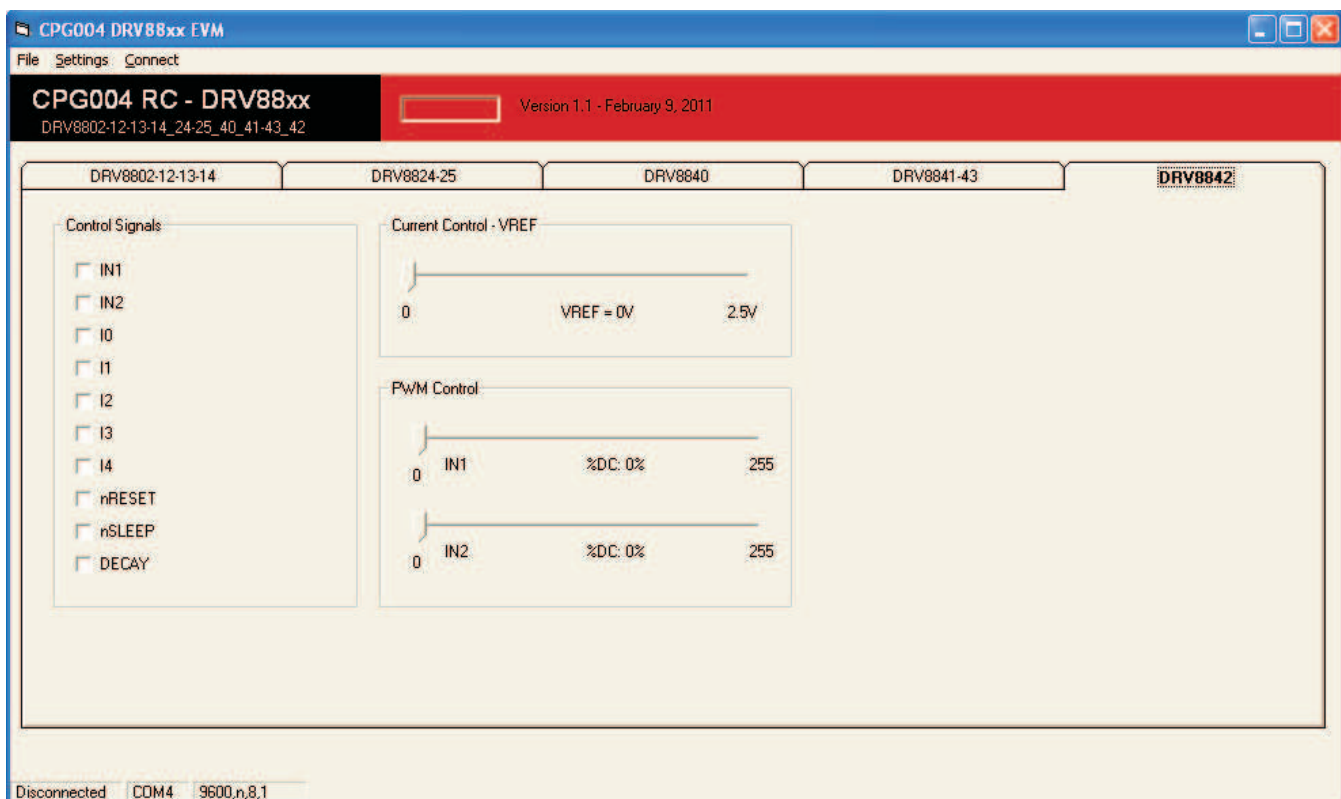 CPG004 DRV88xx EVM
File Settings Connect
CPG004 RC - DRV88xx
DRV8802-12-13-14_24-25_40_41-43_42
Version 1.1 - February 9, 2011
DRV8802-12-13-14 DRV8824-25 DRV8840 DRV8841-43 DRV8842
Control Signals
IN1
IN2
I0
I1
I2
I3
I4
nRESET
nSLEEP
DECAY
Current Control - VREF
0 VREF = 0V 2.5V
PWM Control
0 IN1 %DC: 0% 255
0 IN2 %DC: 0% 255
Disconnected COM4 9600,n,8,1